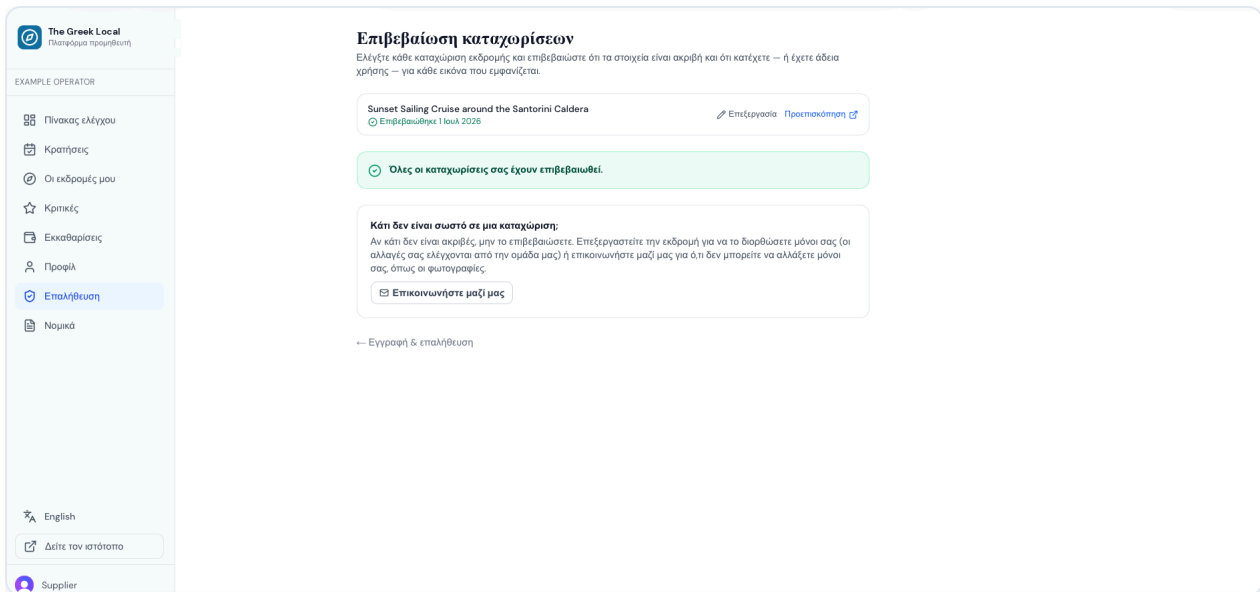 The Greek Local
Πλατφόρμα προμηθευτή
EXAMPLE OPERATOR
Πίνακας ελέγχου
Κρατήσεις
Οι εκδρομές μου
Κριτικές
Εκκαθαρίσεις
Προφίλ
Επαλήθευση
Νομικά
English
Δείτε τον ιστότοπο
Supplier
Επιβεβαίωση καταχωρίσεων
Ελέγξτε κάθε καταχώριση εκδρομής και επιβεβαιώστε ότι τα στοιχεία είναι ακριβή και ότι κατέχετε — ή έχετε άδεια
χρήσης — για κάθε εικόνα που εμφανίζεται.
Sunset Sailing Cruise around the Santorini Caldera
Επιβεβαιώθηκε 1 Ιουλ 2026
Επεξεργασία
Προεπισκόπηση
Όλες οι καταχωρίσεις σας έχουν επιβεβαιωθεί.
Κάτι δεν είναι σωστό σε μια καταχώριση;
Αν κάτι δεν είναι ακριβές, μην το επιβεβαιώσετε. Επεξεργαστείτε την εκδρομή για να το διορθώσετε μόνοι σας (οι
αλλαγές σας ελέγχονται από την ομάδα μας) ή επικοινωνήστε μαζί μας για ό,τι δεν μπορείτε να αλλάξετε μόνοι
σας, όπως οι φωτογραφίες.
Επικοινωνήστε μαζί μας
← Εγγραφή & επαλήθευση